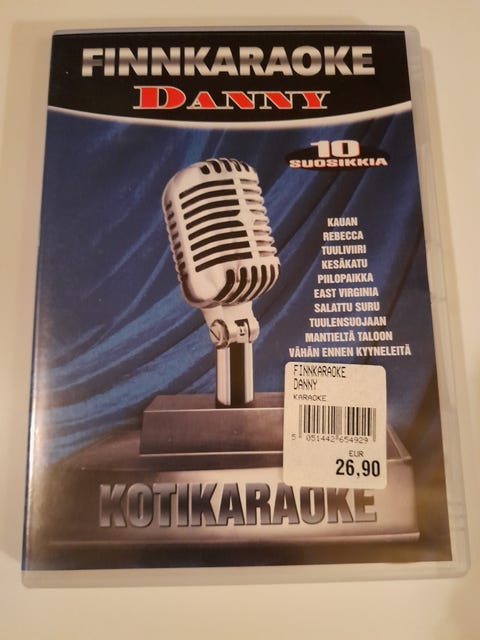 FINNKARAOKE
DANNY
10
SUOSIKKIA
KAUAN
REBECCA
TUULIVIIRI
KESÄKATU
PIILOPAIKKA
EAST VIRGINIA
SALATTU SURU
TUULENSUOJAAN
MANTIELTÄ TALOON
VÄHÄN ENNEN KYYNELEITÄ
FINNKARAOKE
DANNY
KARAOKE
5 051442 654929
EUR
26,90
KOTIKARAOKE